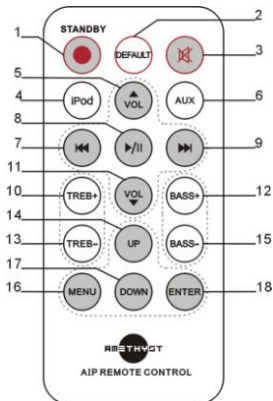 2
1 STANDBY 3
DEFAULT
5 VOL
4 iPod AUX 6
8
7 9
11
10 TREB+ VOL BASS+ 12
14
13 TREB- UP BASS- 15
17
16 MENU DOWN ENTER 18
AMETHYST
AIP REMOTE CONTROL